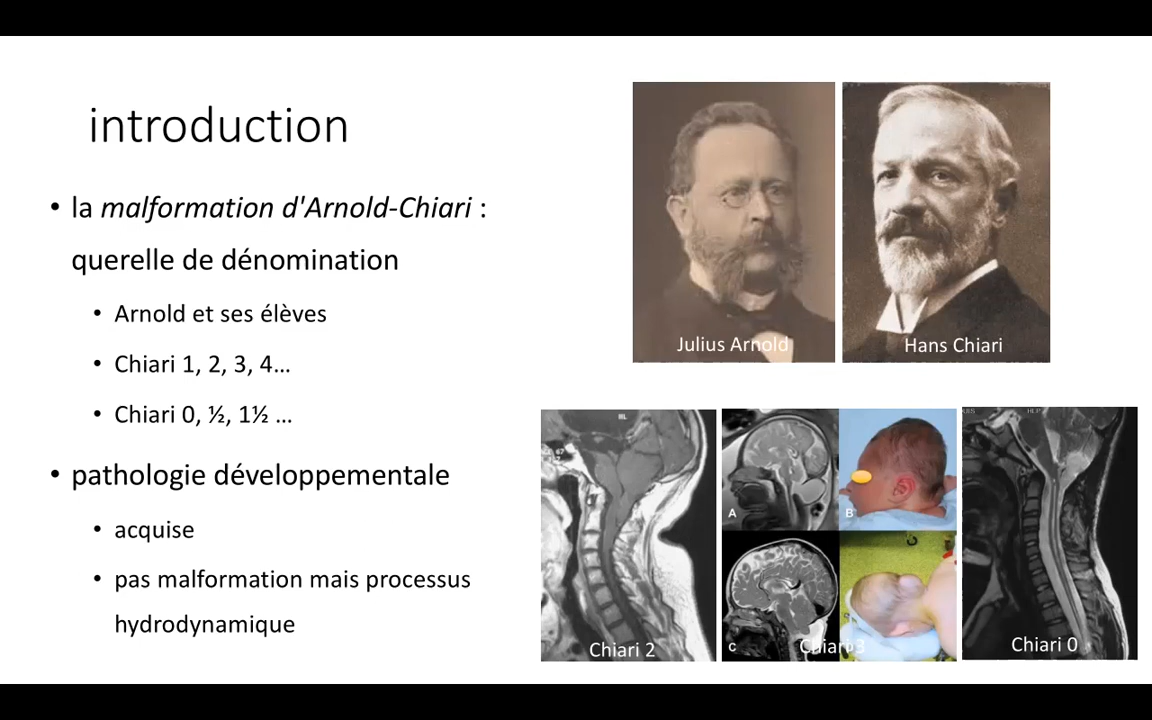 introduction
• la malformation d'Arnold-Chiari :
querelle de dénomination
• Arnold et ses élèves
• Chiari 1, 2, 3, 4...
• Chiari 0, ½, 1½ ...
• pathologie développementale
• acquise
• pas malformation mais processus
hydrodynamique
Julius Arnold
Hans Chiari
A
B
C
Chiari 2
Chiari 3
Chiari 0